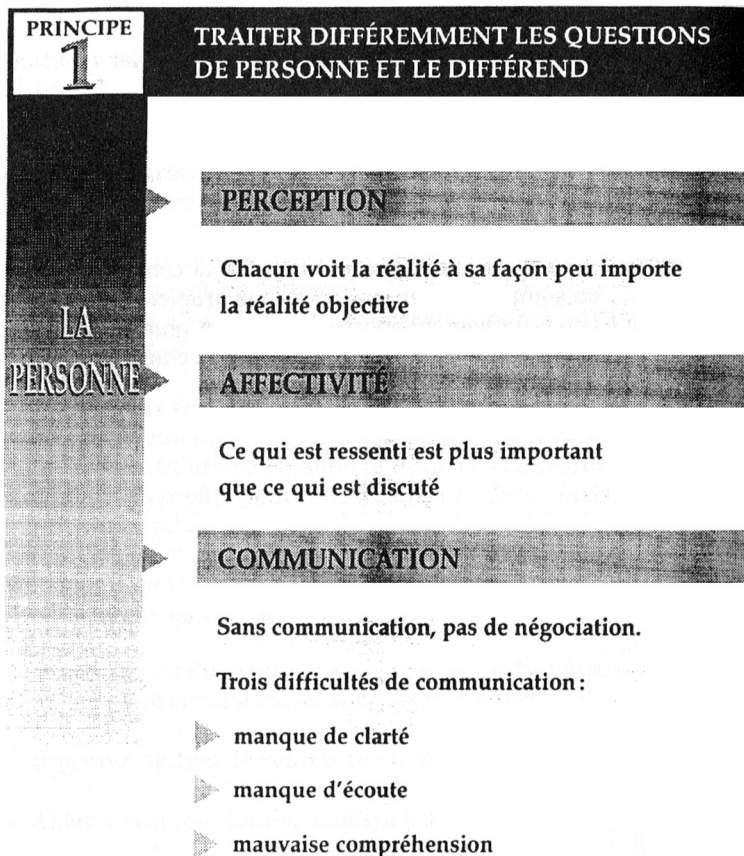 PRINCIPE
1
TRAITER DIFFÉREMMENT LES QUESTIONS
DE PERSONNE ET LE DIFFÉREND
LA
PERSONNE
PERCEPTION
Chacun voit la réalité à sa façon peu importe
la réalité objective
AFFECTIVITÉ
Ce qui est ressenti est plus important
que ce qui est discuté
COMMUNICATION
Sans communication, pas de négociation.
Trois difficultés de communication :
manque de clarté
manque d'écoute
mauvaise compréhension